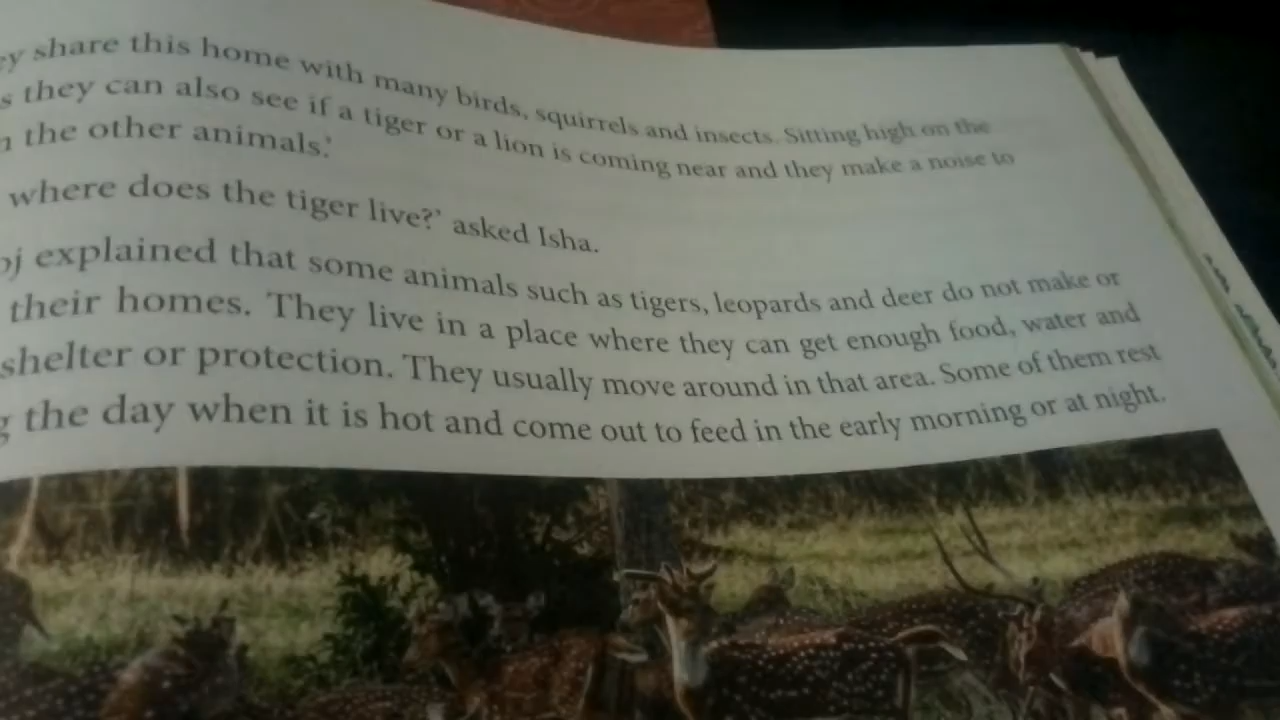 share this home with many birds, squirrels and insects. Sitting high on the
they can also see if a tiger or a lion is coming near and they make a noise to
the other animals.'
where does the tiger live?' asked Isha.
explained that some animals such as tigers, leopards and deer do not make or
their homes. They live in a place where they can get enough food, water and
shelter or protection. They usually move around in that area. Some of them rest
the day when it is hot and come out to feed in the early morning or at night.